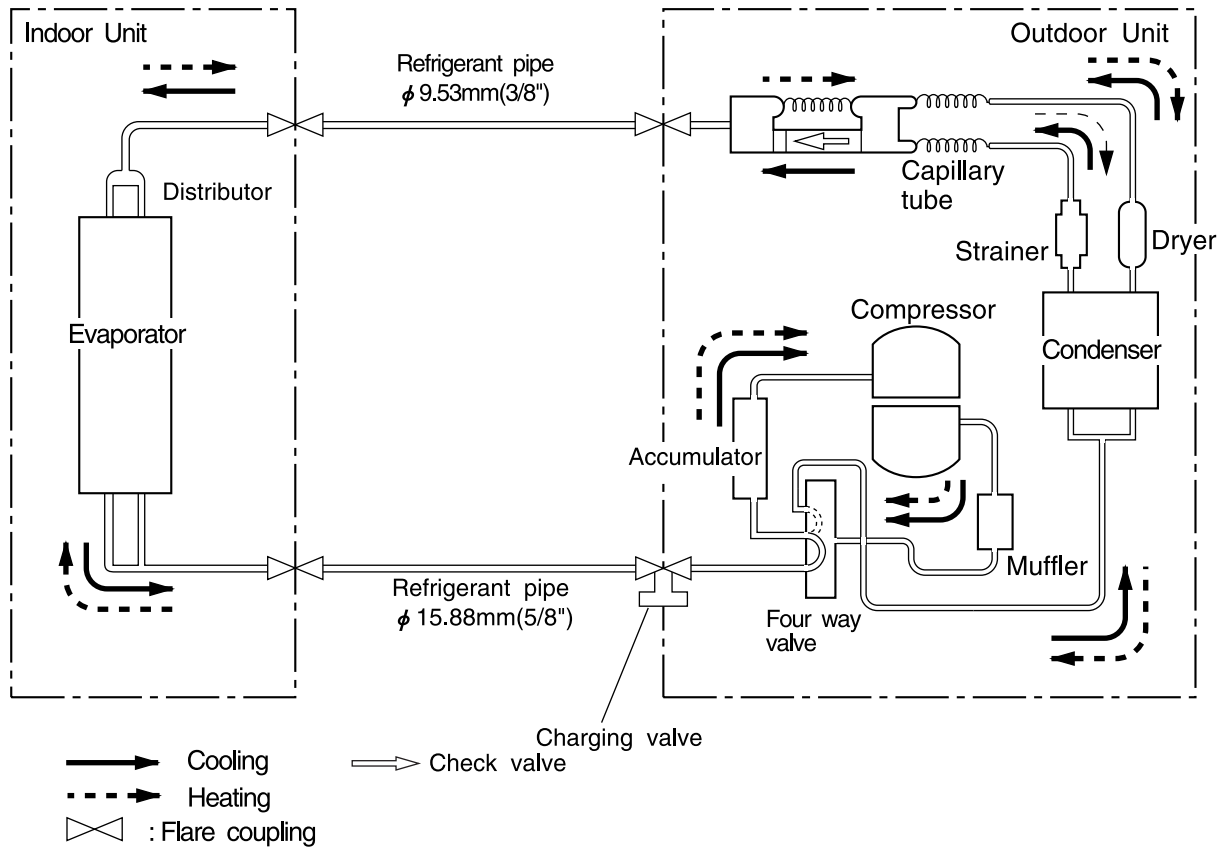 Indoor Unit
Outdoor Unit
Refrigerant pipe
ϕ 9.53mm(3/8")
Distributor
Capillary
tube
Strainer
Dryer
Evaporator
Compressor
Condenser
Accumulator
Muffler
Refrigerant pipe
ϕ 15.88mm(5/8")
Four way
valve
Charging valve
Cooling
Check valve
Heating
: Flare coupling